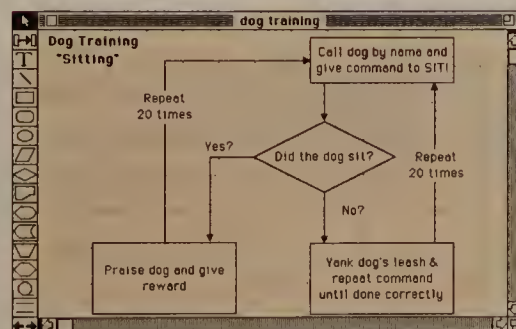 dog training
Dog Training
"Sitting"
Call dog by name and
give command to SIT!
Repeat
20 times
Yes?
Did the dog sit?
Repeat
20 times
No?
Praise dog and give
reward
Yank dog's leash &
repeat command
until done correctly
T